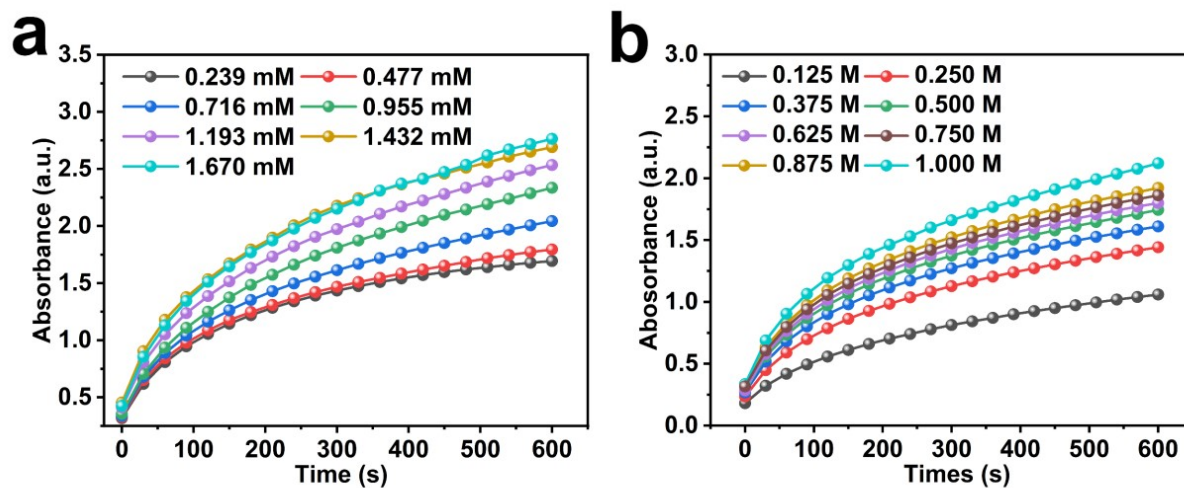 a
3.5
3.0
2.5
2.0
1.5
1.0
0.5
Absorbance (a.u.)
0.239 mM 0.477 mM
0.716 mM 0.955 mM
1.193 mM 1.432 mM
1.670 mM
0 100 200 300 400 500 600
Time (s)
b
3.0
2.5
2.0
1.5
1.0
0.5
0.0
Abosorbance (a.u.)
0.125 M 0.250 M
0.375 M 0.500 M
0.625 M 0.750 M
0.875 M 1.000 M
0 100 200 300 400 500 600
Times (s)